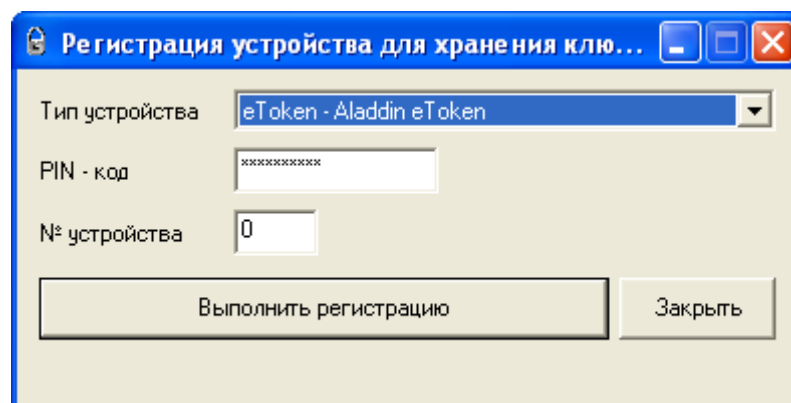 Регистрация устройства для хранения клю...
Тип устройства eToken - Aladdin eToken
PIN - код **********
№ устройства 0
Выполнить регистрацию Закрыть